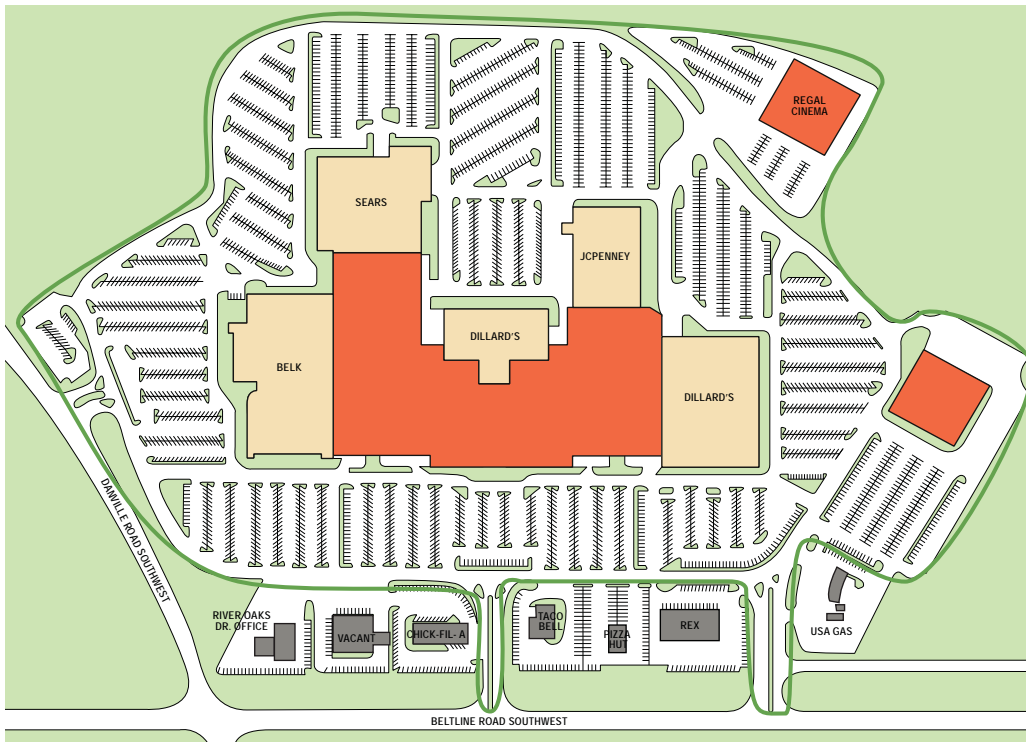 REGAL
CINEMA
SEARS
JCPENNEY
DILLARD'S
BELK
DILLARD'S
DANVILLE ROAD SOUTHWEST
RIVER OAKS
DR. OFFICE
VACANT
CHICK-FIL- A
TACO
BELL
PIZZA
HUT
REX
USA GAS
BELTLINE ROAD SOUTHWEST